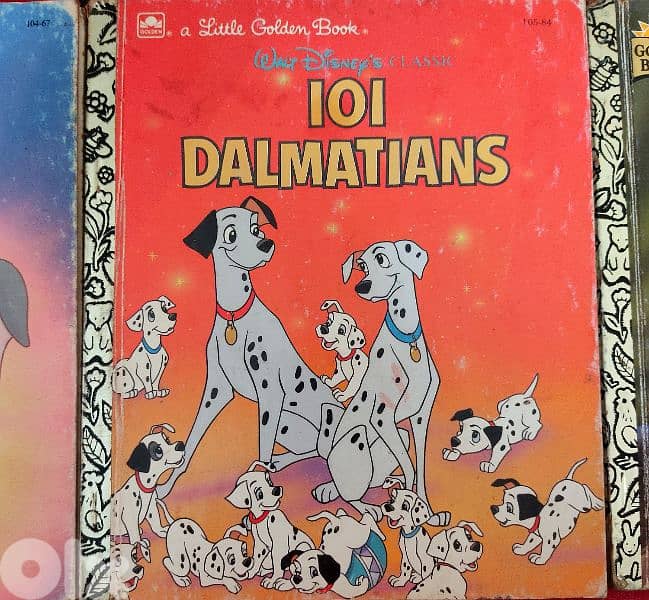 104-67
GOLDEN
a Little Golden Book®
105-84
WALT DISNEY'S CLASSIC
101
DALMATIANS